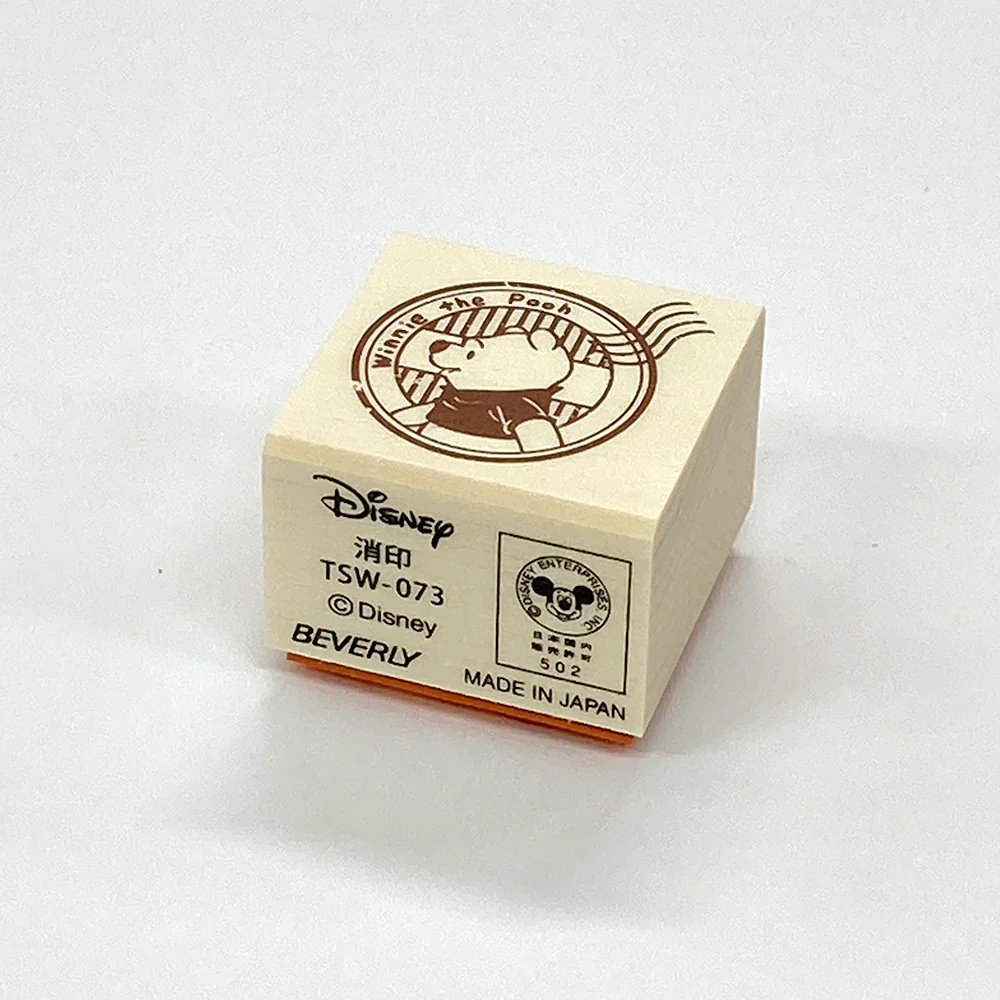 Winnie the Pooh
Disney
消印
TSW-073
©Disney
BEVERLY
©DISNEY ENTERPRISES, INC
日本国内
販売許可
502
MADE IN JAPAN